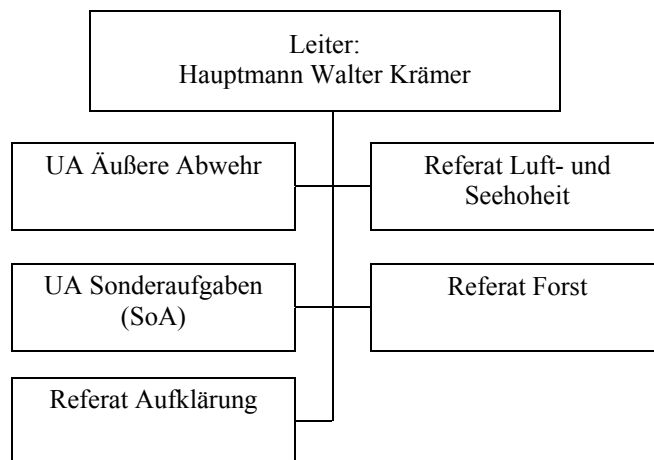 Leiter:
Hauptmann Walter Krämer
UA Äußere Abwehr
Referat Luft- und
Seehoheit
UA Sonderaufgaben
(SoA)
Referat Forst
Referat Aufklärung